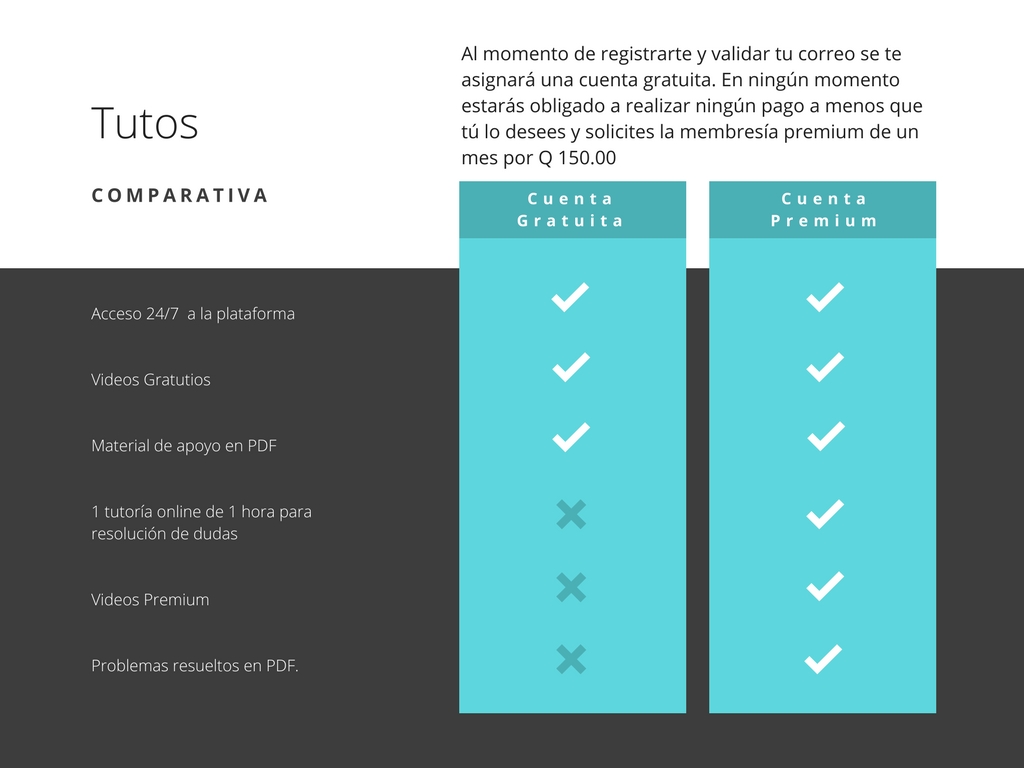 Tutos
COMPARATIVA
Al momento de registrarte y validar tu correo se te
asignará una cuenta gratuita. En ningún momento
estarás obligado a realizar ningún pago a menos que
tú lo desees y solicites la membresía premium de un
mes por Q 150.00
Cuenta
Gratuita
Cuenta
Premium
Acceso 24/7 a la plataforma
Videos Gratutios
Material de apoyo en PDF
1 tutoría online de 1 hora para
resolución de dudas
Videos Premium
Problemas resueltos en PDF.